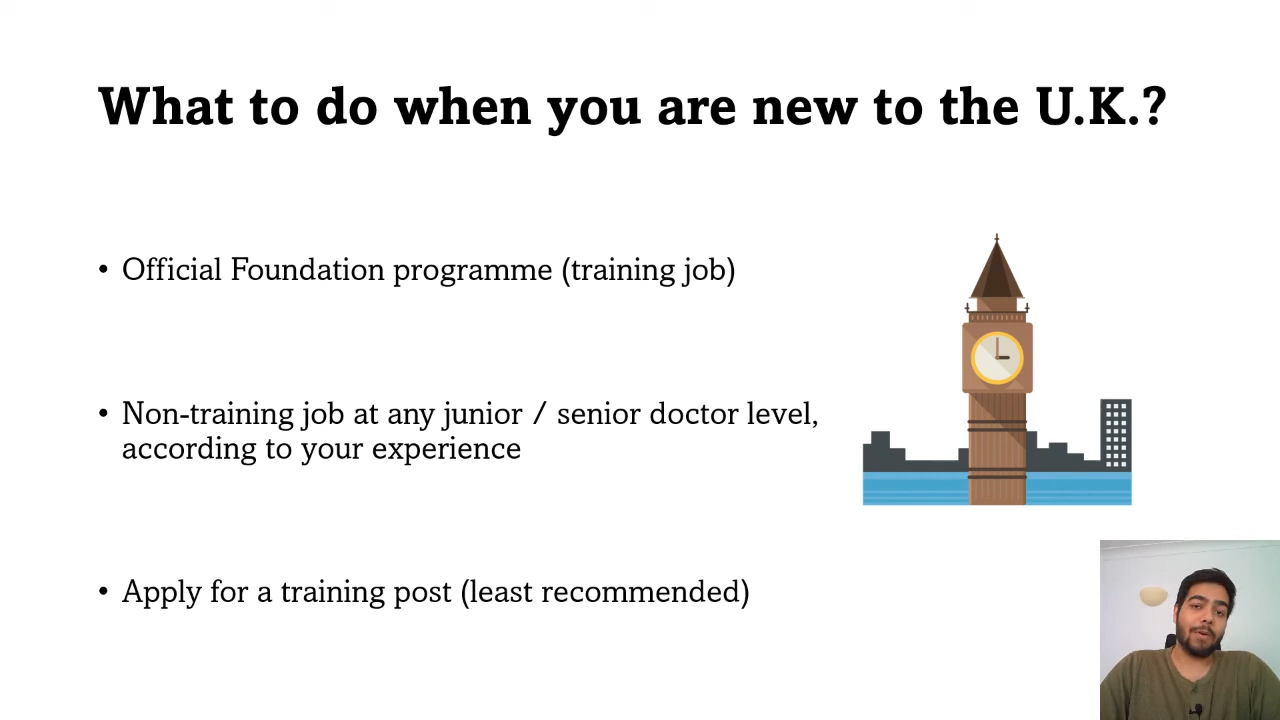 What to do when you are new to the U.K.?
• Official Foundation programme (training job)
• Non-training job at any junior / senior doctor level,
according to your experience
• Apply for a training post (least recommended)